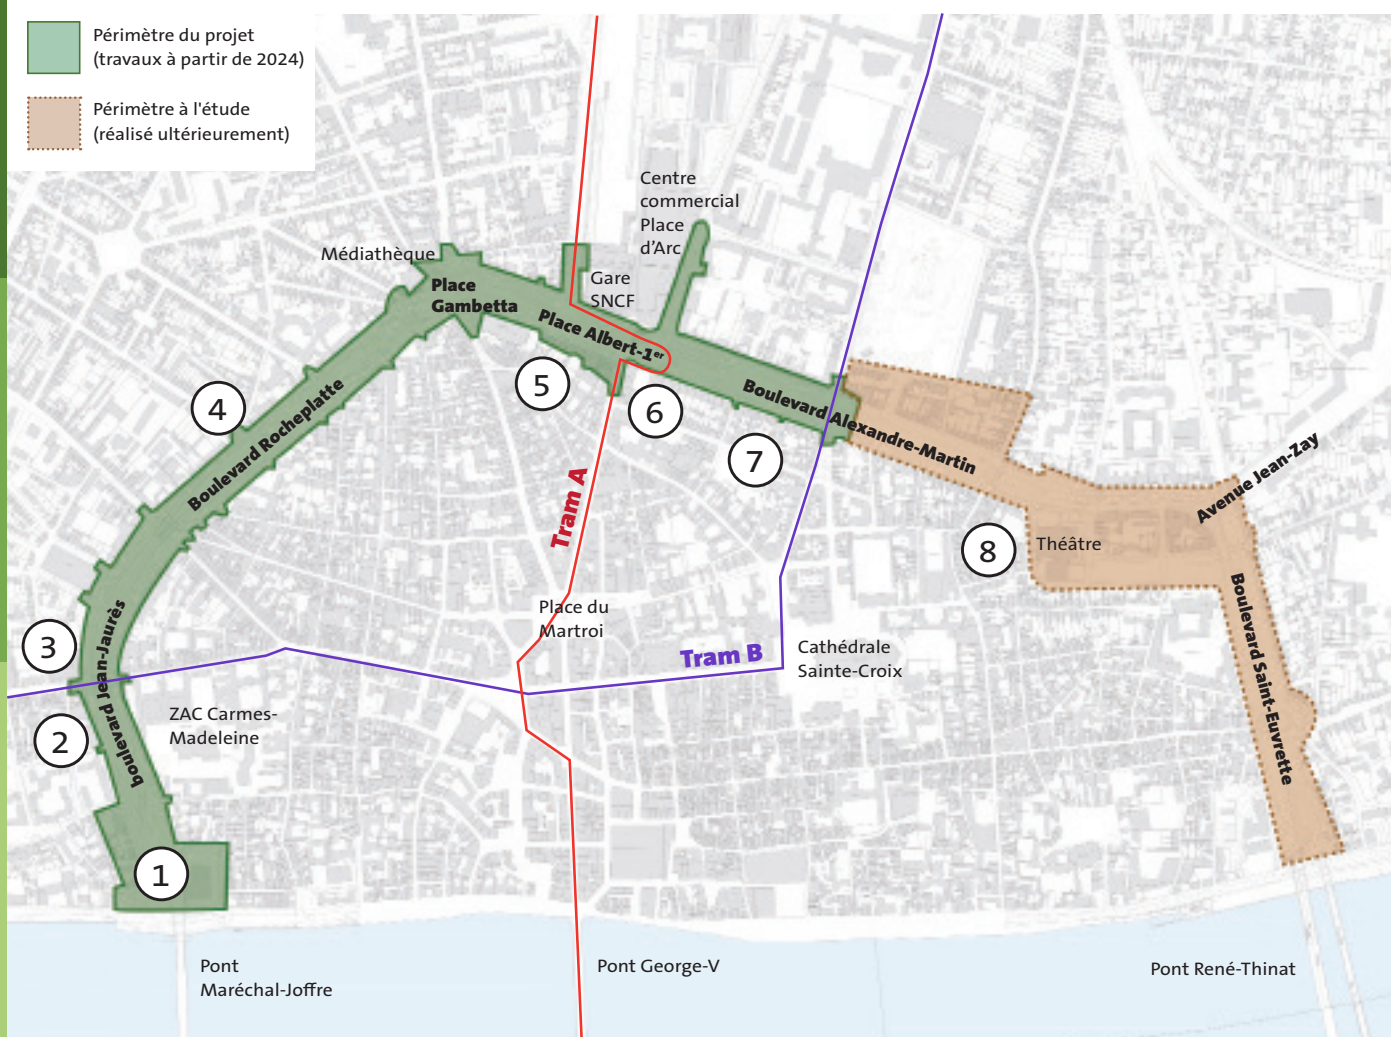 Périmètre du projet
(travaux à partir de 2024)
Périmètre à l'étude
(réalisé ultérieurement)
Centre
commercial
Place
d'Arc
Médiathèque
Gare
SNCF
Place
Gambetta
Place Albert-1er
5
6
4
Boulevard Rocheplatte
Boulevard Alexandre-Martin
7
Avenue Jean-Zay
Tram A
8
Théâtre
Place du
Martroi
3
boulevard Jean-Jaurès
Tram B
Cathédrale
Sainte-Croix
Boulevard Saint-Euvrette
2
ZAC Carmes-
Madeleine
1
Pont
Maréchal-Joffre
Pont George-V
Pont René-Thinat